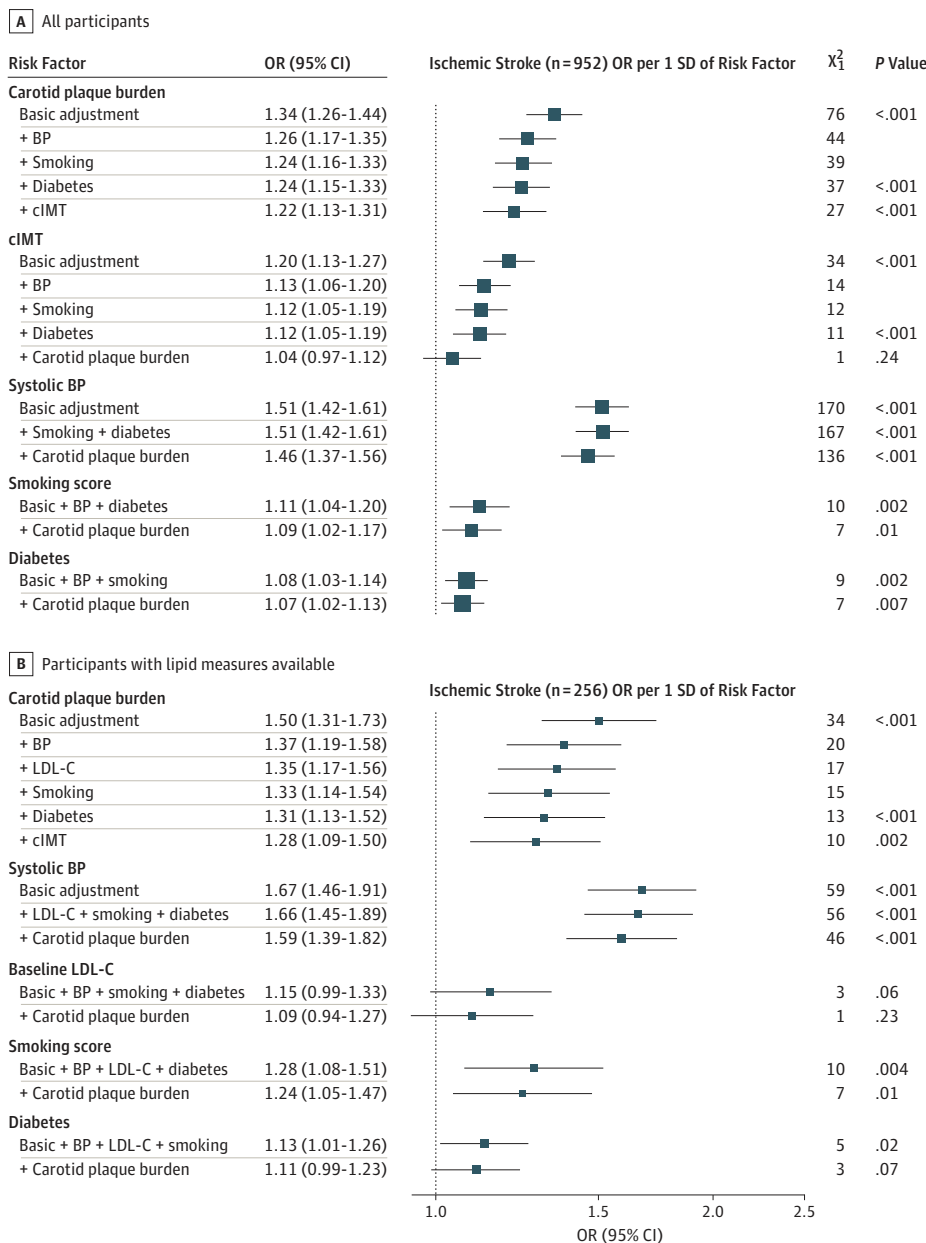 A All participants
Risk Factor OR (95% CI) Ischemic Stroke (n = 952) OR per 1 SD of Risk Factor χ²₁ P Value
Carotid plaque burden
Basic adjustment 1.34 (1.26-1.44) 76 <.001
+ BP 1.26 (1.17-1.35) 44
+ Smoking 1.24 (1.16-1.33) 39
+ Diabetes 1.24 (1.15-1.33) 37 <.001
+ cIMT 1.22 (1.13-1.31) 27 <.001
cIMT
Basic adjustment 1.20 (1.13-1.27) 34 <.001
+ BP 1.13 (1.06-1.20) 14
+ Smoking 1.12 (1.05-1.19) 12
+ Diabetes 1.12 (1.05-1.19) 11 <.001
+ Carotid plaque burden 1.04 (0.97-1.12) 1 .24
Systolic BP
Basic adjustment 1.51 (1.42-1.61) 170 <.001
+ Smoking + diabetes 1.51 (1.42-1.61) 167 <.001
+ Carotid plaque burden 1.46 (1.37-1.56) 136 <.001
Smoking score
Basic + BP + diabetes 1.11 (1.04-1.20) 10 .002
+ Carotid plaque burden 1.09 (1.02-1.17) 7 .01
Diabetes
Basic + BP + smoking 1.08 (1.03-1.14) 9 .002
+ Carotid plaque burden 1.07 (1.02-1.13) 7 .007
B Participants with lipid measures available
Ischemic Stroke (n = 256) OR per 1 SD of Risk Factor
Carotid plaque burden
Basic adjustment 1.50 (1.31-1.73) 34 <.001
+ BP 1.37 (1.19-1.58) 20
+ LDL-C 1.35 (1.17-1.56) 17
+ Smoking 1.33 (1.14-1.54) 15
+ Diabetes 1.31 (1.13-1.52) 13 <.001
+ cIMT 1.28 (1.09-1.50) 10 .002
Systolic BP
Basic adjustment 1.67 (1.46-1.91) 59 <.001
+ LDL-C + smoking + diabetes 1.66 (1.45-1.89) 56 <.001
+ Carotid plaque burden 1.59 (1.39-1.82) 46 <.001
Baseline LDL-C
Basic + BP + smoking + diabetes 1.15 (0.99-1.33) 3 .06
+ Carotid plaque burden 1.09 (0.94-1.27) 1 .23
Smoking score
Basic + BP + LDL-C + diabetes 1.28 (1.08-1.51) 10 .004
+ Carotid plaque burden 1.24 (1.05-1.47) 7 .01
Diabetes
Basic + BP + LDL-C + smoking 1.13 (1.01-1.26) 5 .02
+ Carotid plaque burden 1.11 (0.99-1.23) 3 .07
1.0 1.5 2.0 2.5
OR (95% CI)